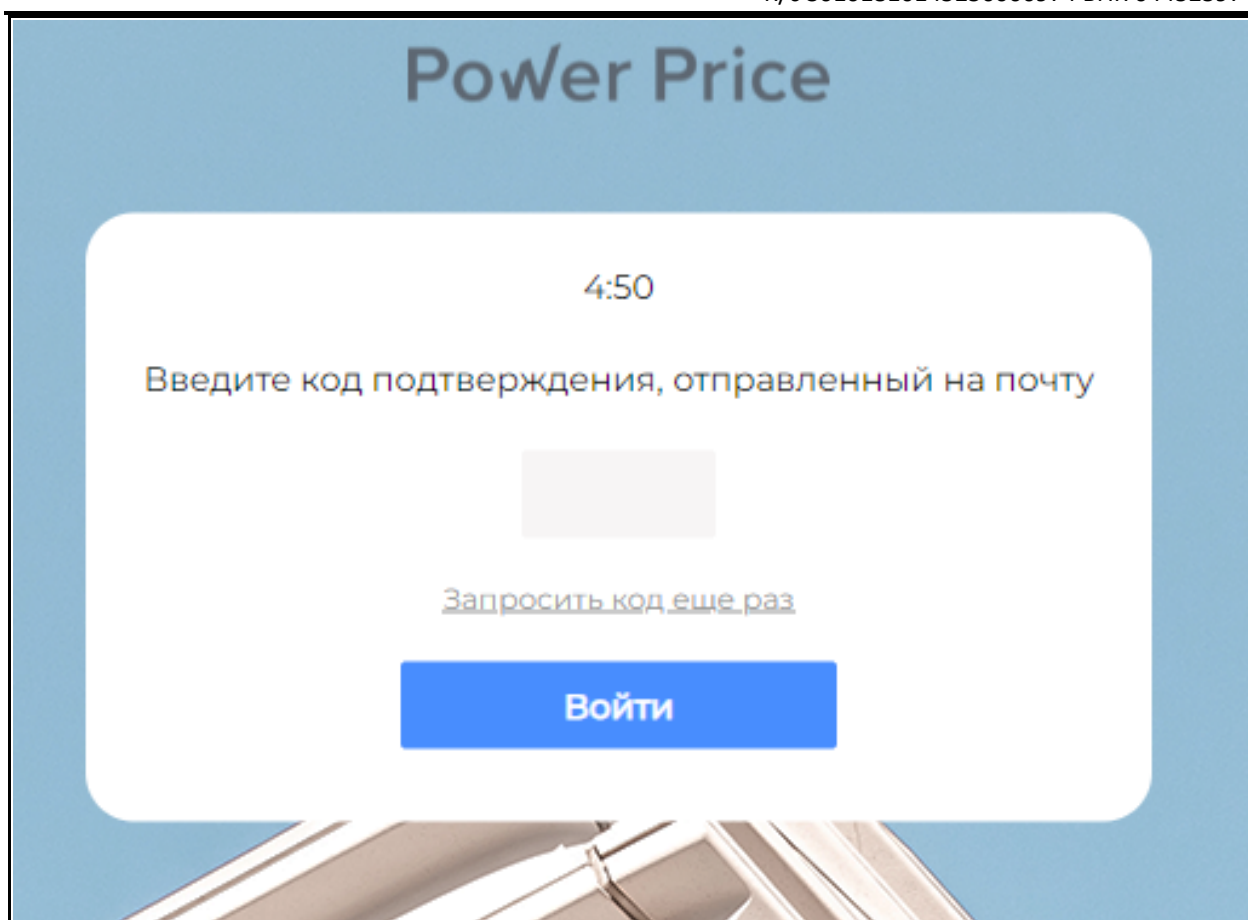 Power Price
4:50
Введите код подтверждения, отправленный на почту
Запросить код еще раз
Войти